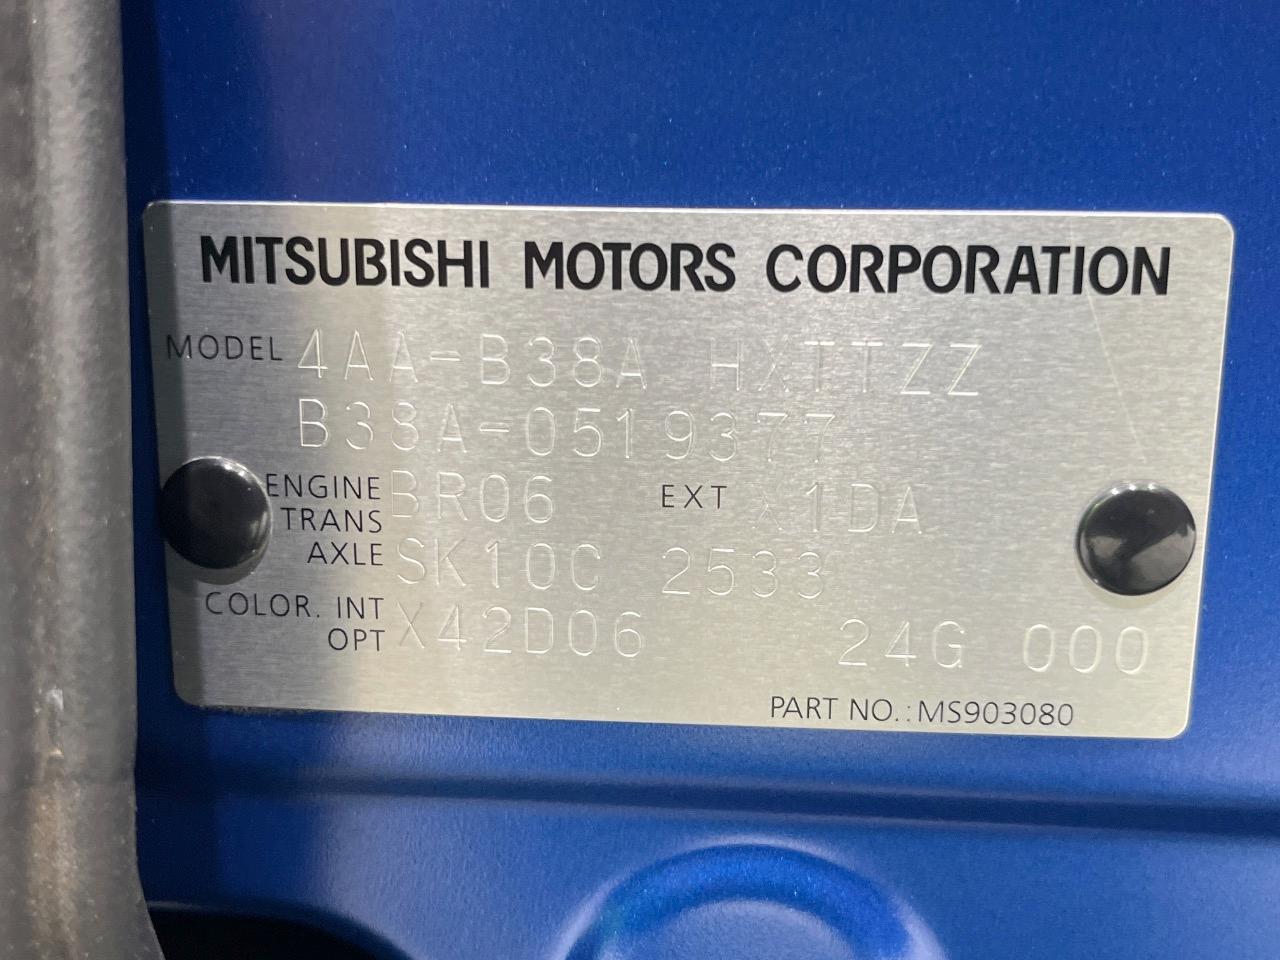 MITSUBISHI MOTORS CORPORATION
MODEL 4AA-B38A HXTTZZ
B38A-0519377
ENGINE BR06 EXT X1DA
TRANS
AXLE SK10C 2533
COLOR. INT
OPT X42D06 24G 000
PART NO.:MS903080